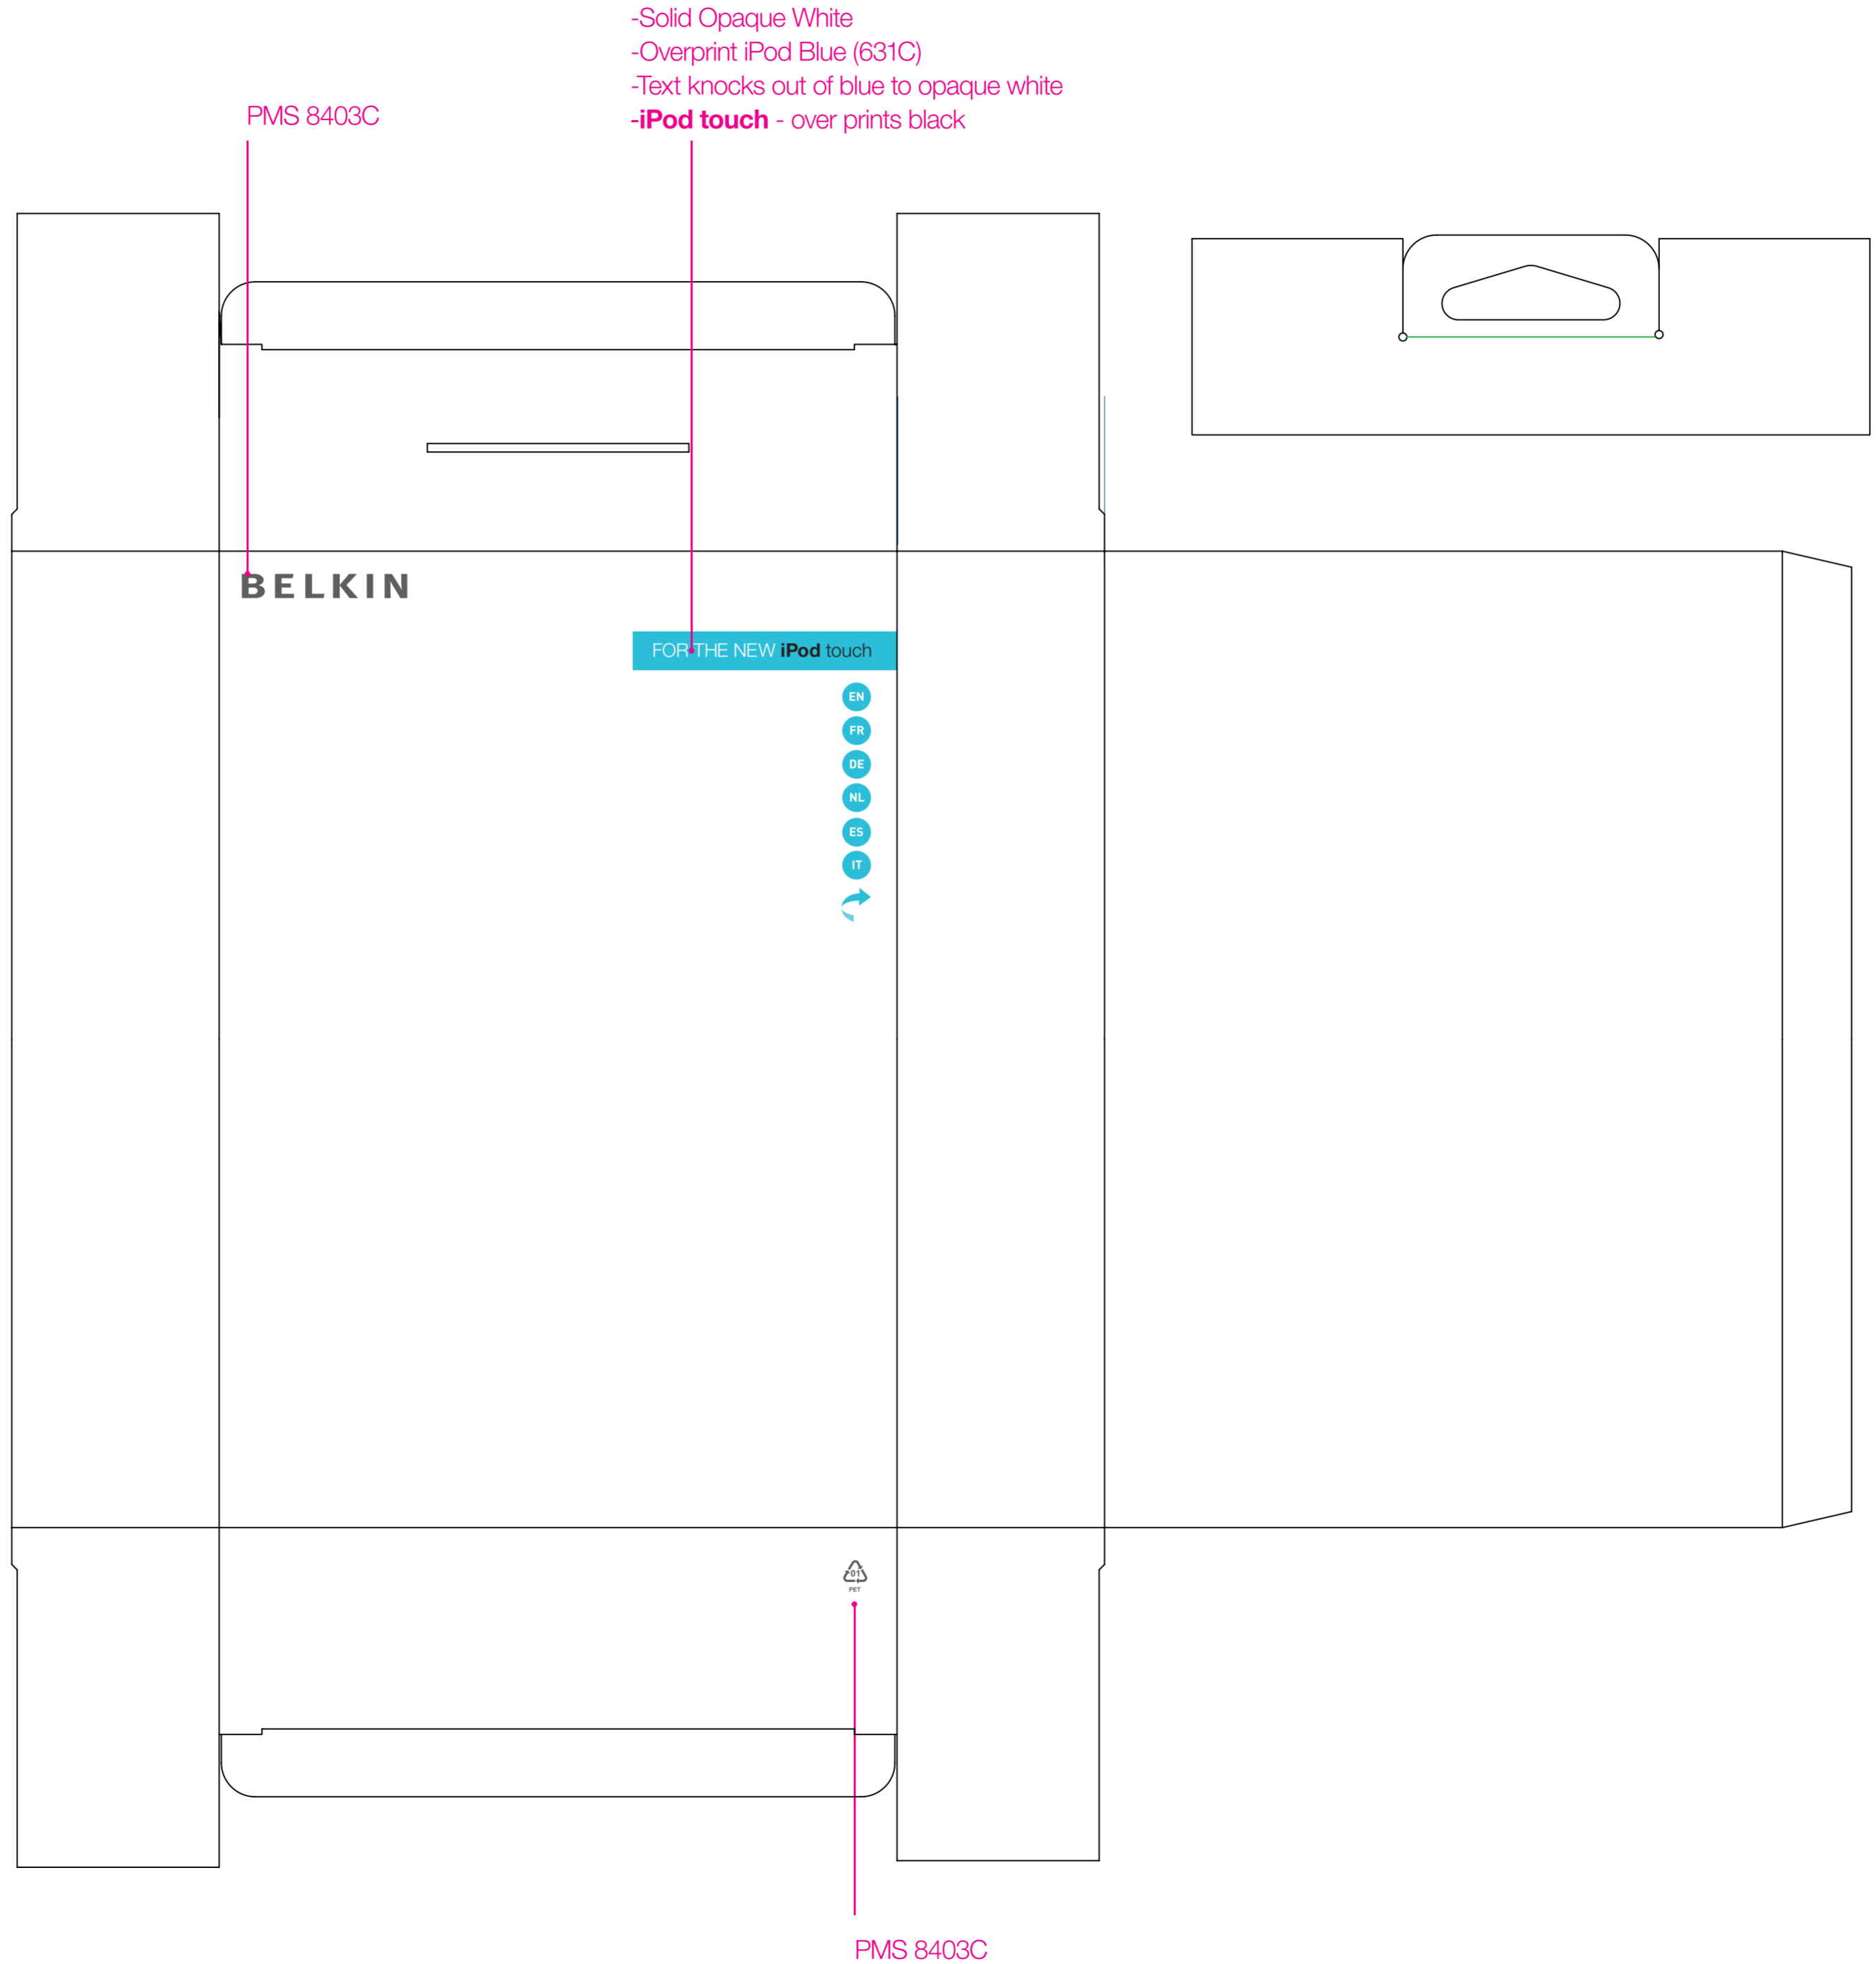 -Solid Opaque White
-Overprint iPod Blue (631C)
-Text knocks out of blue to opaque white
-iPod touch - over prints black
PMS 8403C
BELKIN
FOR THE NEW iPod touch
EN
FR
DE
NL
ES
IT
01
PET
PMS 8403C